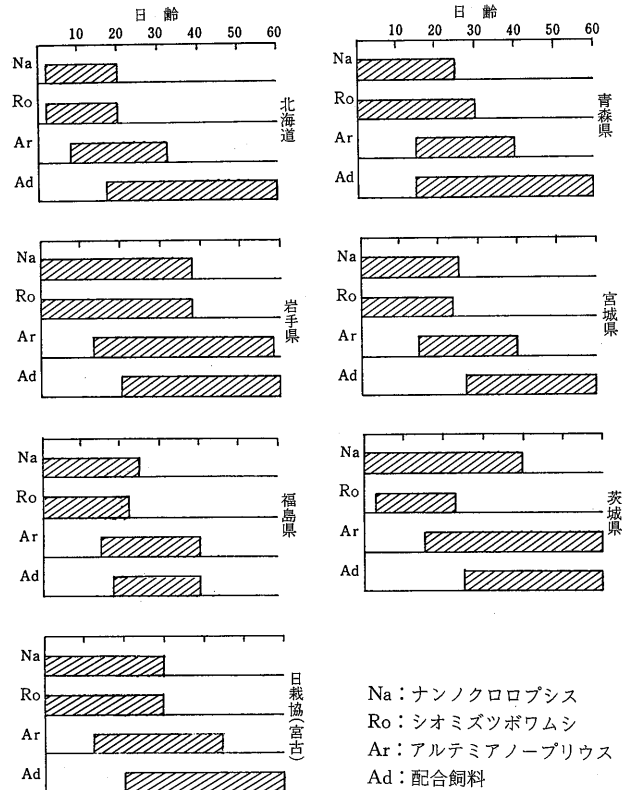 日 齢
10 20 30 40 50 60
Na
Ro
Ar
Ad
北海道
日 齢
10 20 30 40 50 60
Na
Ro
Ar
Ad
青森県
Na
Ro
Ar
Ad
岩手県
Na
Ro
Ar
Ad
宮城県
Na
Ro
Ar
Ad
福島県
Na
Ro
Ar
Ad
茨城県
Na
Ro
Ar
Ad
日栽協(宮古)
Na：ナンノクロロプシス
Ro：シオミズツボワムシ
Ar：アルテミアノープリウス
Ad：配合飼料